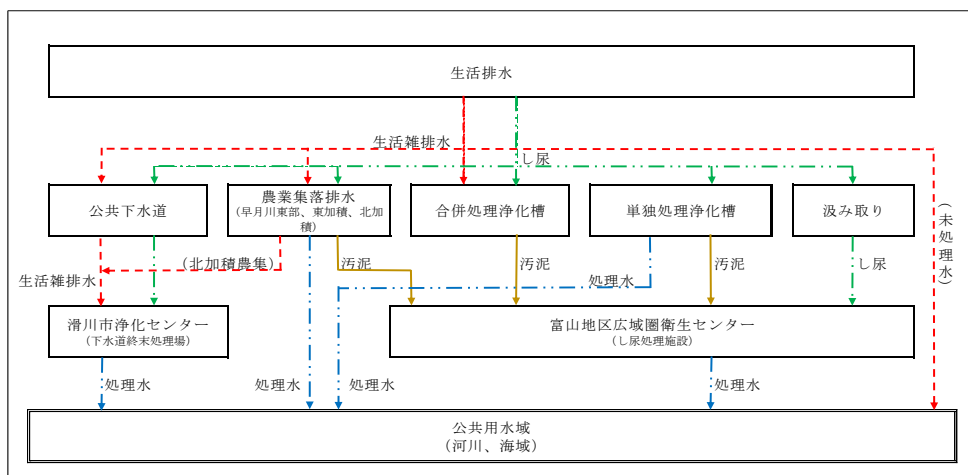 生活排水
生活雑排水
し尿
公共下水道
農業集落排水
(早月川東部、東加積、北加
積)
合併処理浄化槽
単独処理浄化槽
汲み取り
(未処理水)
(北加積農集)
汚泥
汚泥
汚泥
し尿
生活雑排水
処理水
滑川市浄化センター
(下水道終末処理場)
富山地区広域圏衛生センター
(し尿処理施設)
処理水
処理水
処理水
処理水
公共用水域
(河川、海域)